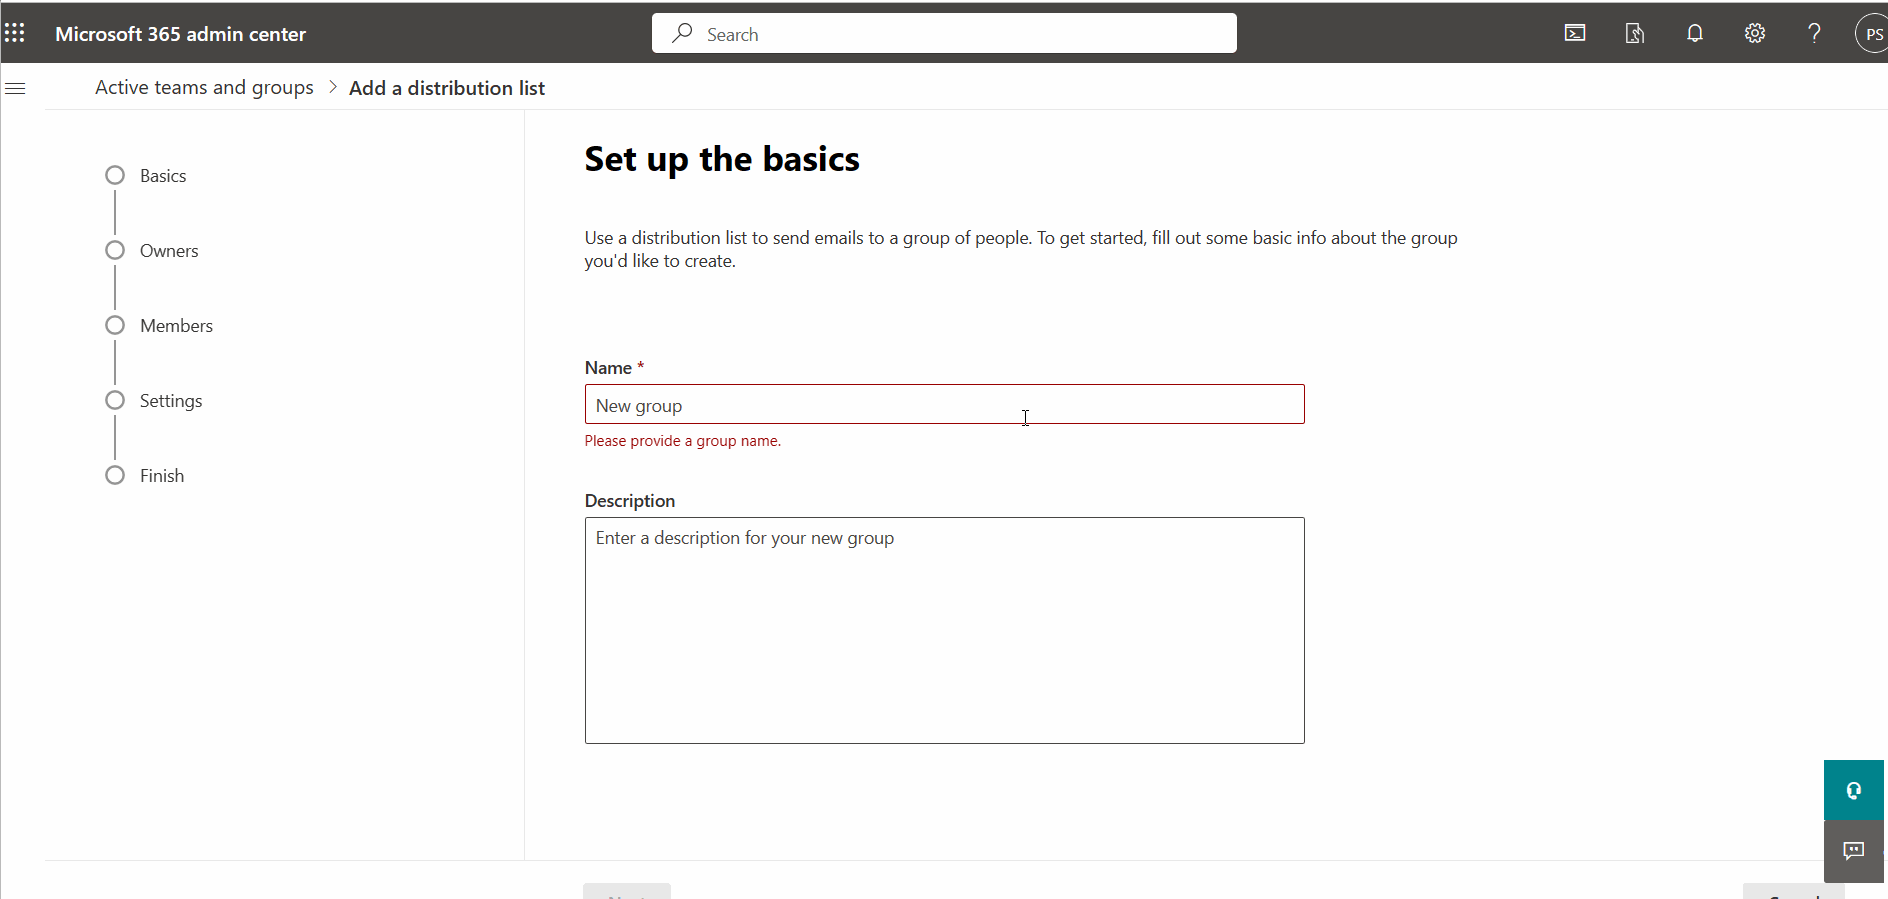 Microsoft 365 admin center
Search
PS
Active teams and groups > Add a distribution list
Basics
Owners
Members
Settings
Finish
Set up the basics
Use a distribution list to send emails to a group of people. To get started, fill out some basic info about the group
you'd like to create.
Name *
New group
Please provide a group name.
Description
Enter a description for your new group